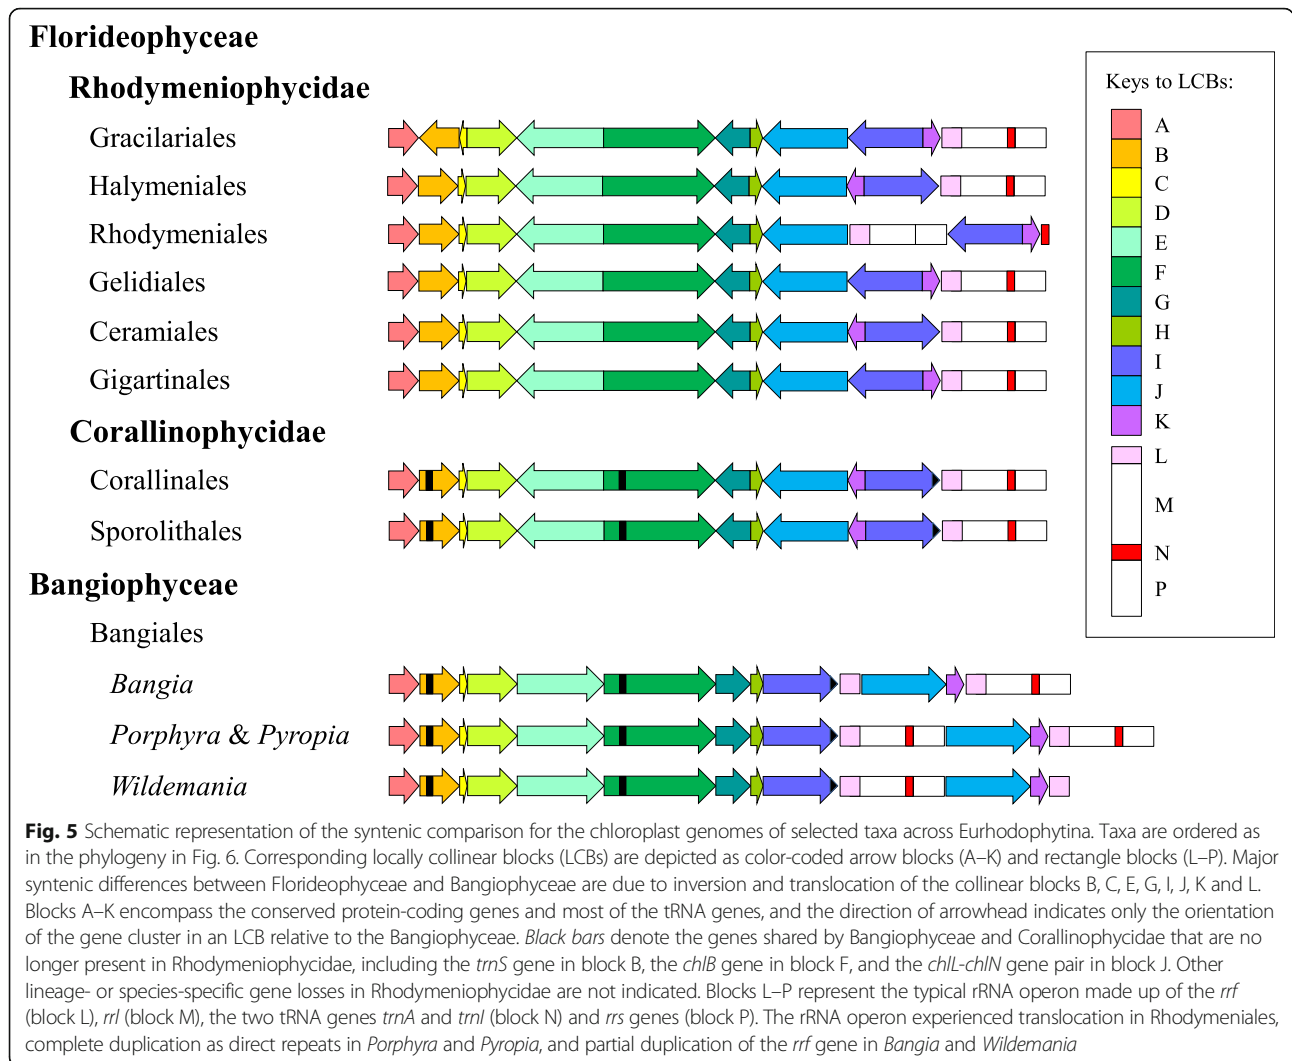 Florideophyceae
Rhodymeniophycidae
Gracilariales
Halymeniales
Rhodymeniales
Gelidiales
Ceramiales
Gigartinales
Corallinophycidae
Corallinales
Sporolithales
Bangiophyceae
Bangiales
Bangia
Porphyra & Pyropia
Wildemania
Keys to LCBs:
A
B
C
D
E
F
G
H
I
J
K
L
M
N
P
Fig. 5 Schematic representation of the syntenic comparison for the chloroplast genomes of selected taxa across Eurhodophytina. Taxa are ordered as
in the phylogeny in Fig. 6. Corresponding locally collinear blocks (LCBs) are depicted as color-coded arrow blocks (A–K) and rectangle blocks (L–P). Major
syntenic differences between Florideophyceae and Bangiophyceae are due to inversion and translocation of the collinear blocks B, C, E, G, I, J, K and L.
Blocks A–K encompass the conserved protein-coding genes and most of the tRNA genes, and the direction of arrowhead indicates only the orientation
of the gene cluster in an LCB relative to the Bangiophyceae. Black bars denote the genes shared by Bangiophyceae and Corallinophycidae that are no
longer present in Rhodymeniophycidae, including the trnS gene in block B, the chlB gene in block F, and the chlL-chlN gene pair in block J. Other
lineage- or species-specific gene losses in Rhodymeniophycidae are not indicated. Blocks L–P represent the typical rRNA operon made up of the rrf
(block L), rrl (block M), the two tRNA genes trnA and trnI (block N) and rrs genes (block P). The rRNA operon experienced translocation in Rhodymeniales,
complete duplication as direct repeats in Porphyra and Pyropia, and partial duplication of the rrf gene in Bangia and Wildemania